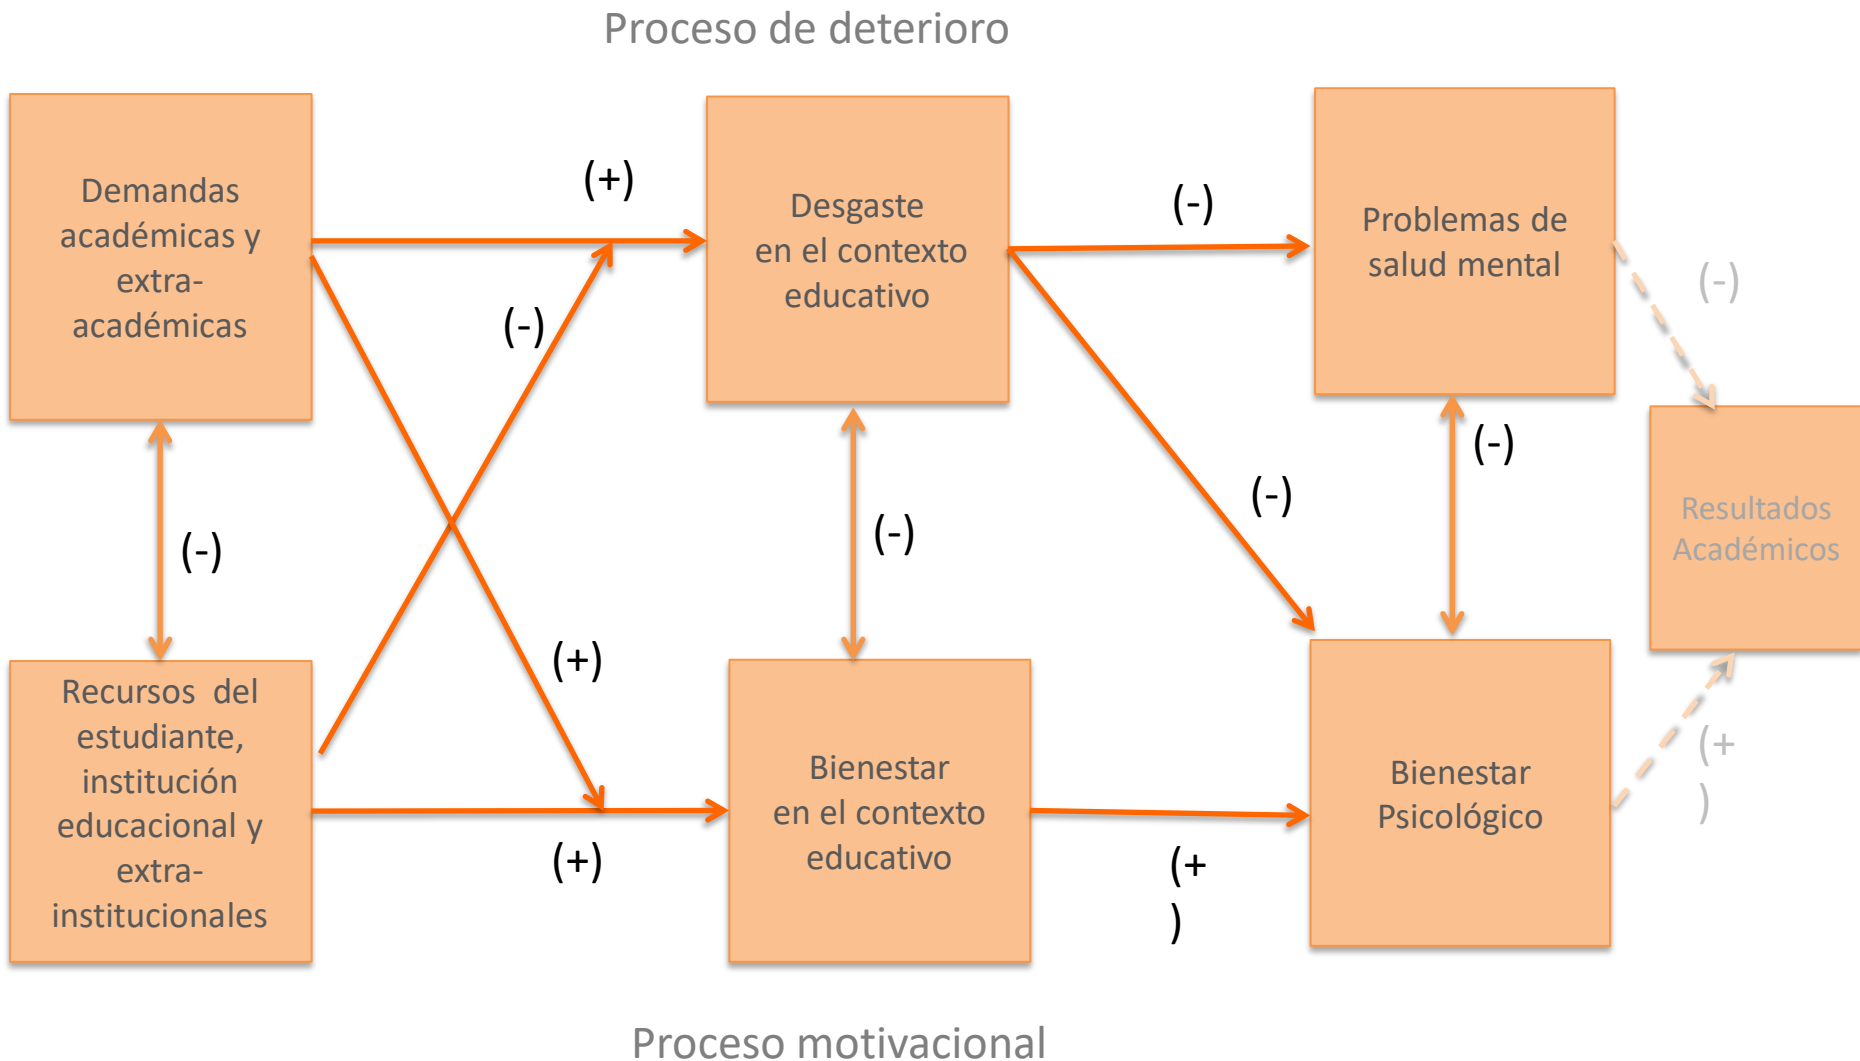 Proceso de deterioro
Demandas
académicas y
extra-
académicas
(+)
Desgaste
en el contexto
educativo
(-)
Problemas de
salud mental
(-)
(-)
(-)
(-)
(-)
(-)
Resultados
Académicos
(+)
Recursos del
estudiante,
institución
educacional y
extra-
institucionales
(+)
Bienestar
en el contexto
educativo
(+
)
Bienestar
Psicológico
(+
)
Proceso motivacional